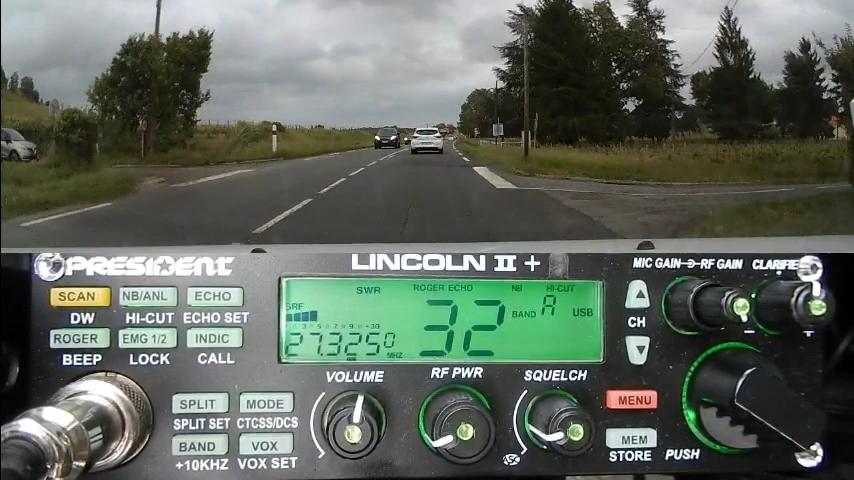 PRESIDENT LINCOLN II +
MIC GAIN RF GAIN CLARIFIER
SCAN NB/ANL ECHO
DW HI-CUT ECHO SET
ROGER EMG 1/2 INDIC
BEEP LOCK CALL
SWR ROGER ECHO NB HI-CUT
SRF 32 BAND A USB
27.3250 MHZ
CH
VOLUME RF PWR SQUELCH
SPLIT MODE
SPLIT SET CTCSS/DCS
BAND VOX
+10KHZ VOX SET
ASC
MENU
MEM
STORE PUSH
- +